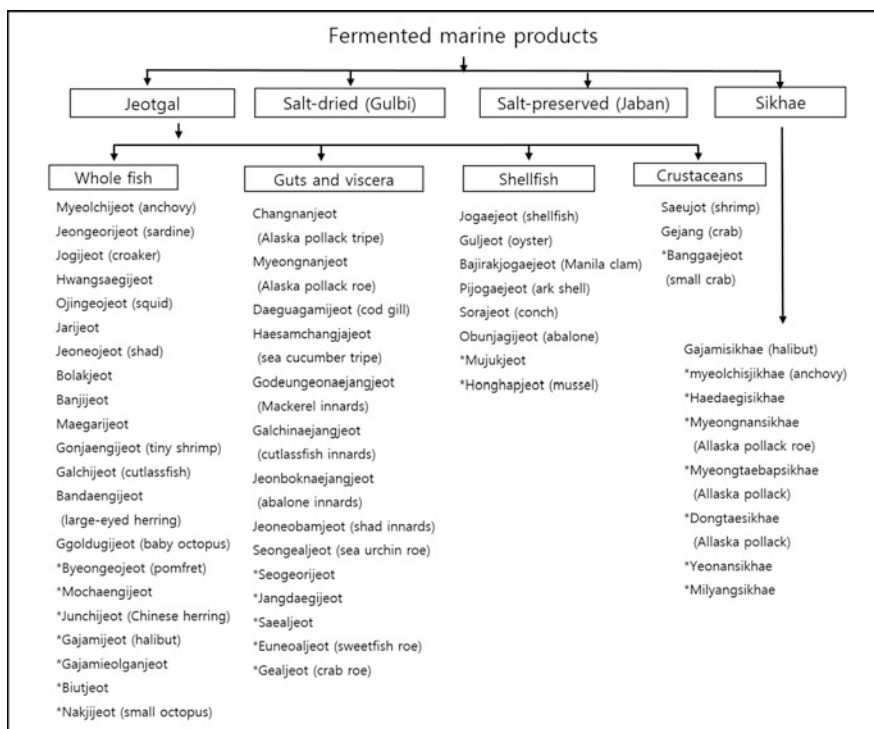 Fermented marine products
Jeotgal
Salt-dried (Gulbi)
Salt-preserved (Jaban)
Sikhae
Whole fish
Myeolchijeot (anchovy)
Jeongeorijeot (sardine)
Jogijeot (croaker)
Hwangsaegijeot
Ojingeojeot (squid)
Jarijeot
Jeoneojeot (shad)
Bolakjeot
Banjijeot
Maegarijeot
Gonjaengijeot (tiny shrimp)
Galchijeot (cutlassfish)
Bandaengijeot
(large-eyed herring)
Ggoldugijeot (baby octopus)
*Byeongeojeot (pomfret)
*Mochaengijeot
*Junchijeot (Chinese herring)
*Gajamijeot (halibut)
*Gajamieolganjeot
*Biutjeot
*Nakjijeot (small octopus)
Guts and viscera
Changnanjeot
(Alaska pollack tripe)
Myeongnanjeot
(Alaska pollack roe)
Daeguagamijeot (cod gill)
Haesamchangjajeot
(sea cucumber tripe)
Godeungeonaejangjeot
(Mackerel innards)
Galchinaejangjeot
(cutlassfish innards)
Jeonboknaejangjeot
(abalone innards)
Jeoneobamjeot (shad innards)
Seongealjeot (sea urchin roe)
*Seogeorijeot
*Jangdaegijeot
*Saealjeot
*Euneoaljeot (sweetfish roe)
*Gealjeot (crab roe)
Shellfish
Jogaejeot (shellfish)
Guljeot (oyster)
Bajirakjogaejeot (Manila clam)
Pijogaejeot (ark shell)
Sorajeot (conch)
Obunjagijeot (abalone)
*Mujukjeot
*Honghapjeot (mussel)
Crustaceans
Saeujot (shrimp)
Gejang (crab)
*Banggaejeot
(small crab)
Gajamisikhae (halibut)
*myeolchisjikhae (anchovy)
*Haedaegisikhae
*Myeongnansikhae
(Allaska pollack roe)
*Myeongtaebapsikhae
(Allaska pollack)
*Dongtaesikhae
(Allaska pollack)
*Yeonansikhae
*Milyangsikhae